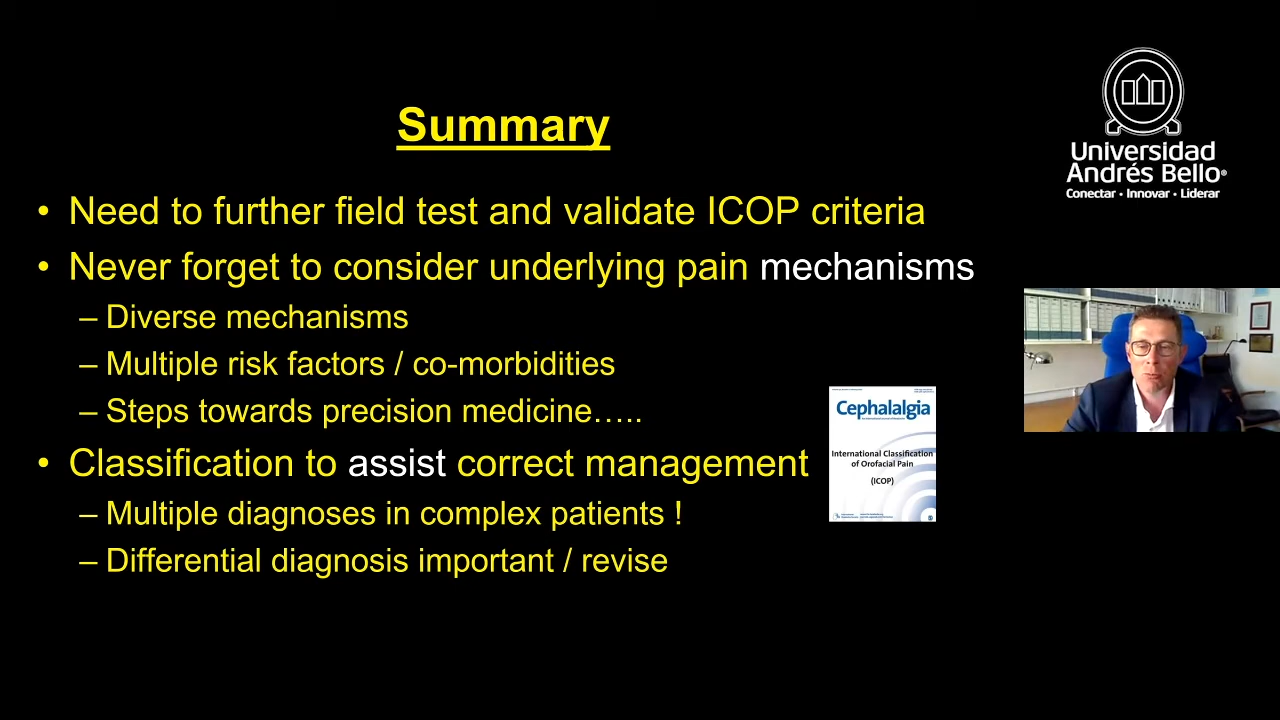 Summary
• Need to further field test and validate ICOP criteria
• Never forget to consider underlying pain mechanisms
– Diverse mechanisms
– Multiple risk factors / co-morbidities
– Steps towards precision medicine…..
• Classification to assist correct management
– Multiple diagnoses in complex patients !
– Differential diagnosis important / revise
Universidad
Andrés Bello®
Conectar • Innovar • Liderar
Cephalalgia
International Classification
of Orofacial Pain
(ICOP)